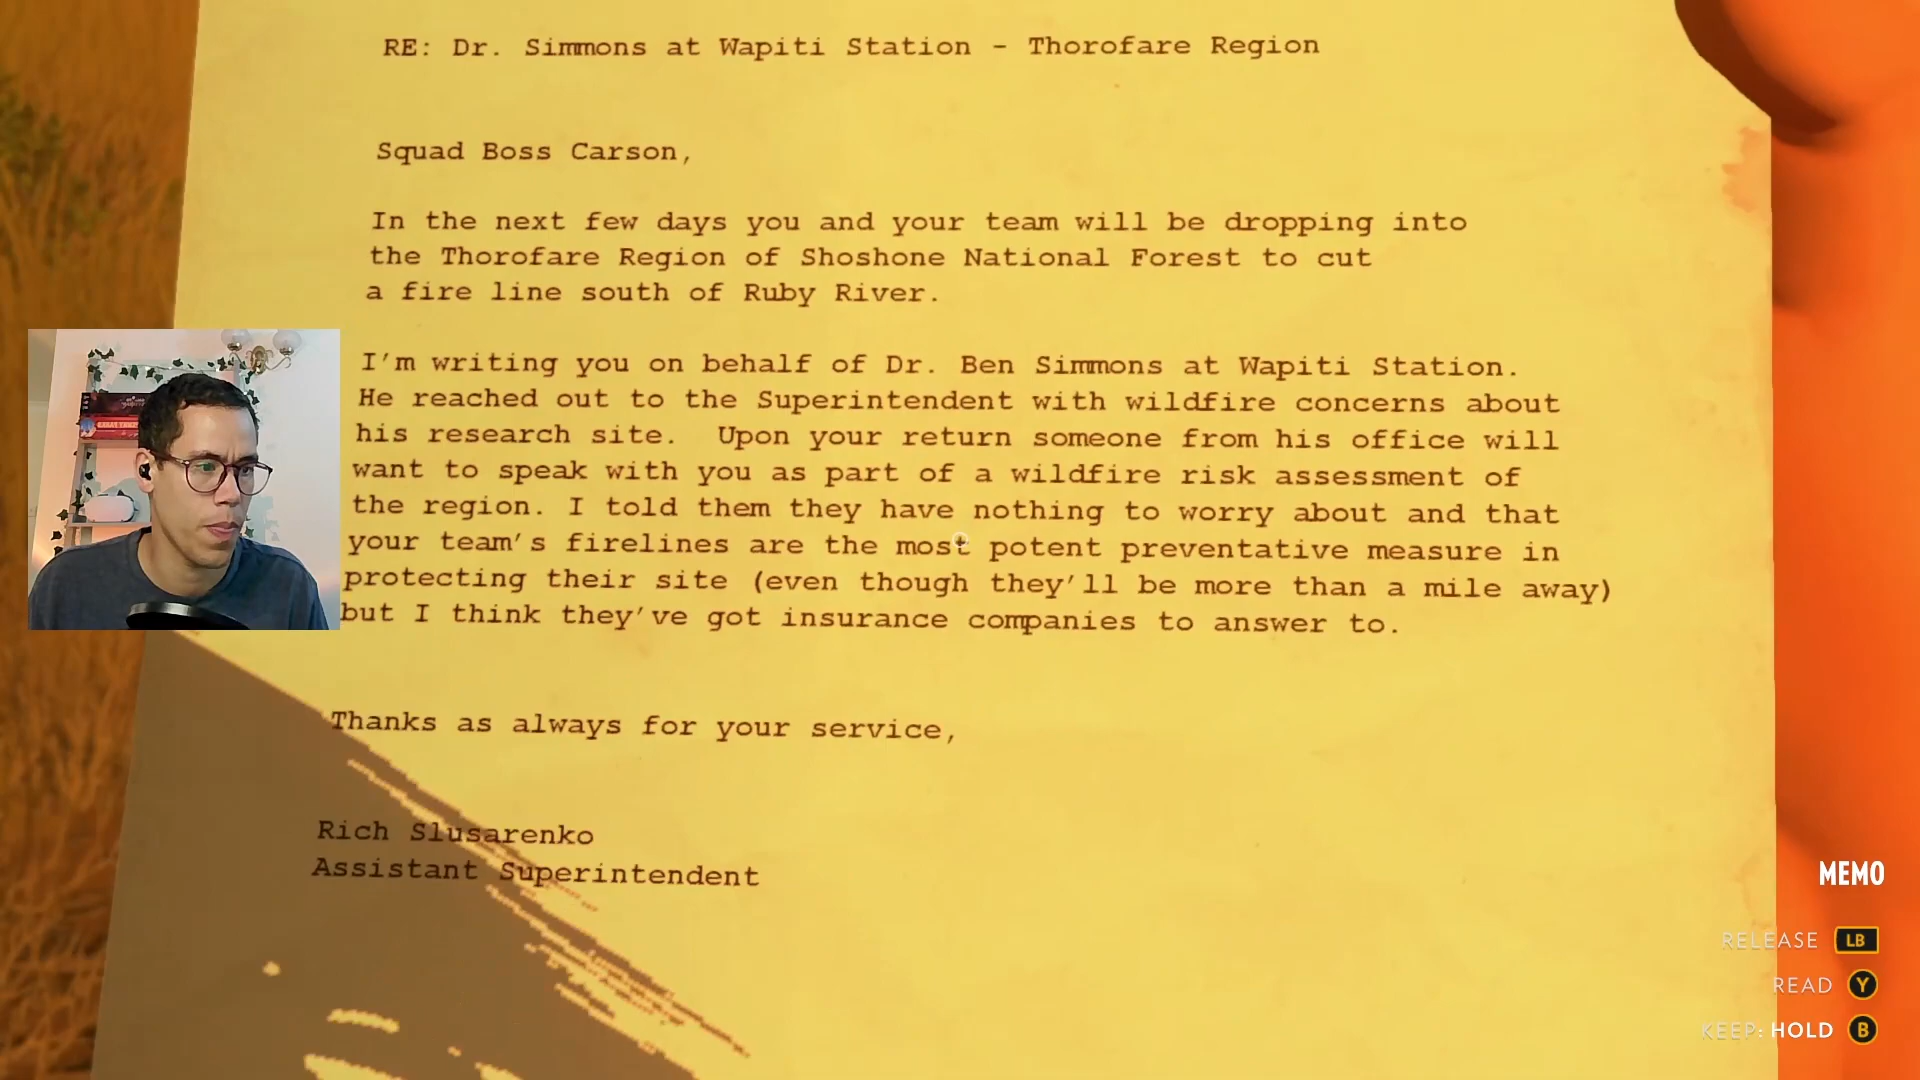 RE: Dr. Simmons at Wapiti Station - Thorofare Region
Squad Boss Carson,
In the next few days you and your team will be dropping into
the Thorofare Region of Shoshone National Forest to cut
a fire line south of Ruby River.
I'm writing you on behalf of Dr. Ben Simmons at Wapiti Station.
He reached out to the Superintendent with wildfire concerns about
his research site.  Upon your return someone from his office will
want to speak with you as part of a wildfire risk assessment of
the region. I told them they have nothing to worry about and that
your team's firelines are the most potent preventative measure in
protecting their site (even though they'll be more than a mile away)
but I think they've got insurance companies to answer to.
Thanks as always for your service,
Rich Slusarenko
Assistant Superintendent
MEMO
RELEASE LB
READ Y
KEEP: HOLD B